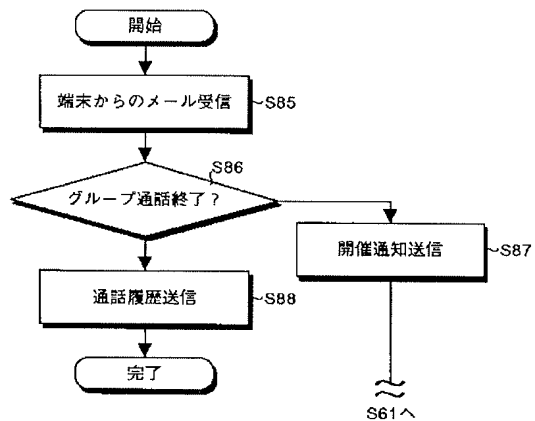 開始
端末からのメール受信
S85
S86
グループ通話終了？
開催通知送信
S87
通話履歴送信
S88
完了
S61へ